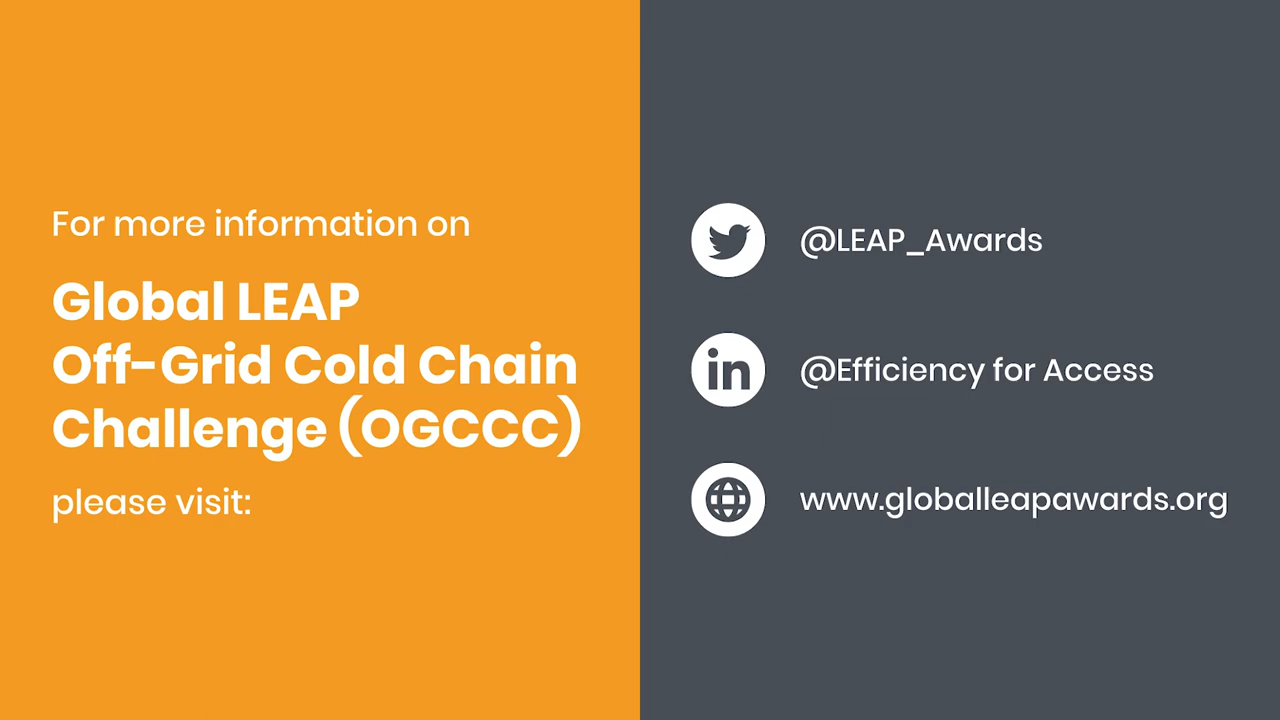 For more information on
Global LEAP
Off-Grid Cold Chain
Challenge (OGCCC)
please visit:
@LEAP_Awards
@Efficiency for Access
www.globalleapawards.org